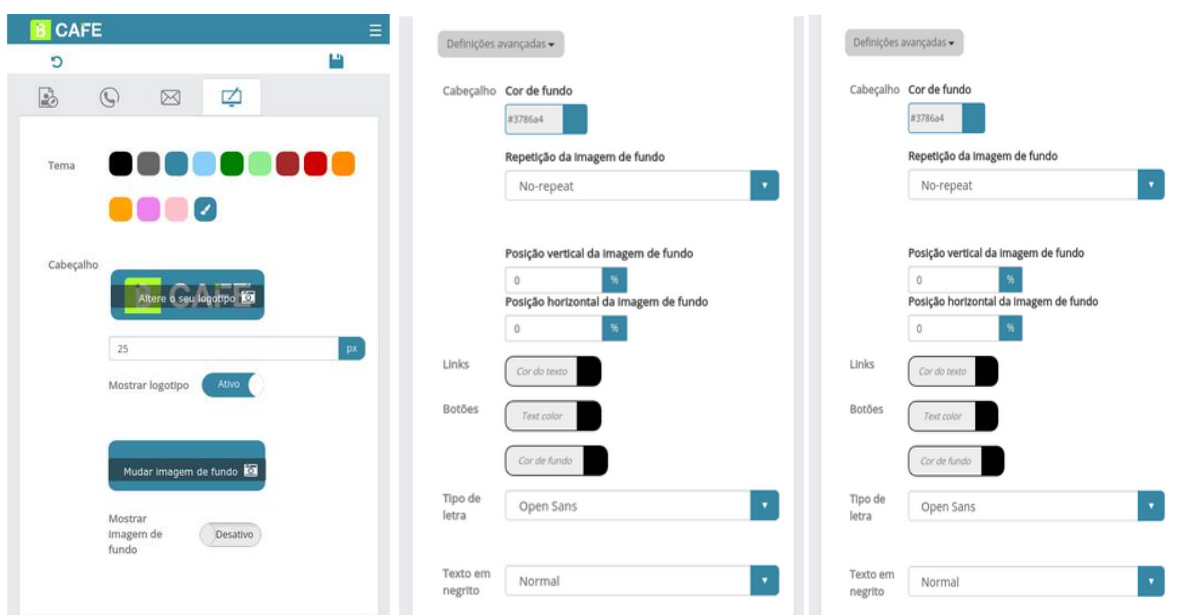 B CAFE
Tema
Cabeçalho
Altere o seu logotipo
25 px
Mostrar logotipo Ativo
Mudar imagem de fundo
Mostrar
Imagem de
fundo
Desativo
Definições avançadas
Cabeçalho Cor de fundo
#3786a4
Repetição da Imagem de fundo
No-repeat
Posição vertical da Imagem de fundo
0 %
Posição horizontal da Imagem de fundo
0 %
Links Cor do texto
Botões Text color
Cor de fundo
Tipo de
letra
Open Sans
Texto em
negrito
Normal
Definições avançadas
Cabeçalho Cor de fundo
#3786a4
Repetição da Imagem de fundo
No-repeat
Posição vertical da Imagem de fundo
0 %
Posição horizontal da Imagem de fundo
0 %
Links Cor do texto
Botões Text color
Cor de fundo
Tipo de
letra
Open Sans
Texto em
negrito
Normal